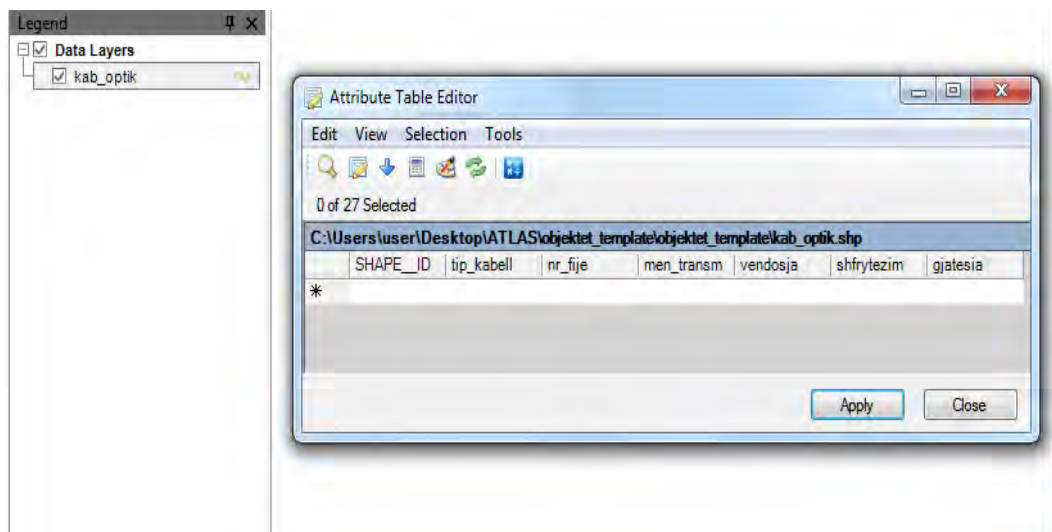 Legend
Data Layers
kab_optik
Attribute Table Editor
Edit View Selection Tools
0 of 27 Selected
C:\Users\user\Desktop\ATLAS\objektet_template\objektet_template\kab_optik.shp
SHAPE__ID tip_kabell nr_fije men_transm vendosja shfrytezim gjatesia
Apply Close